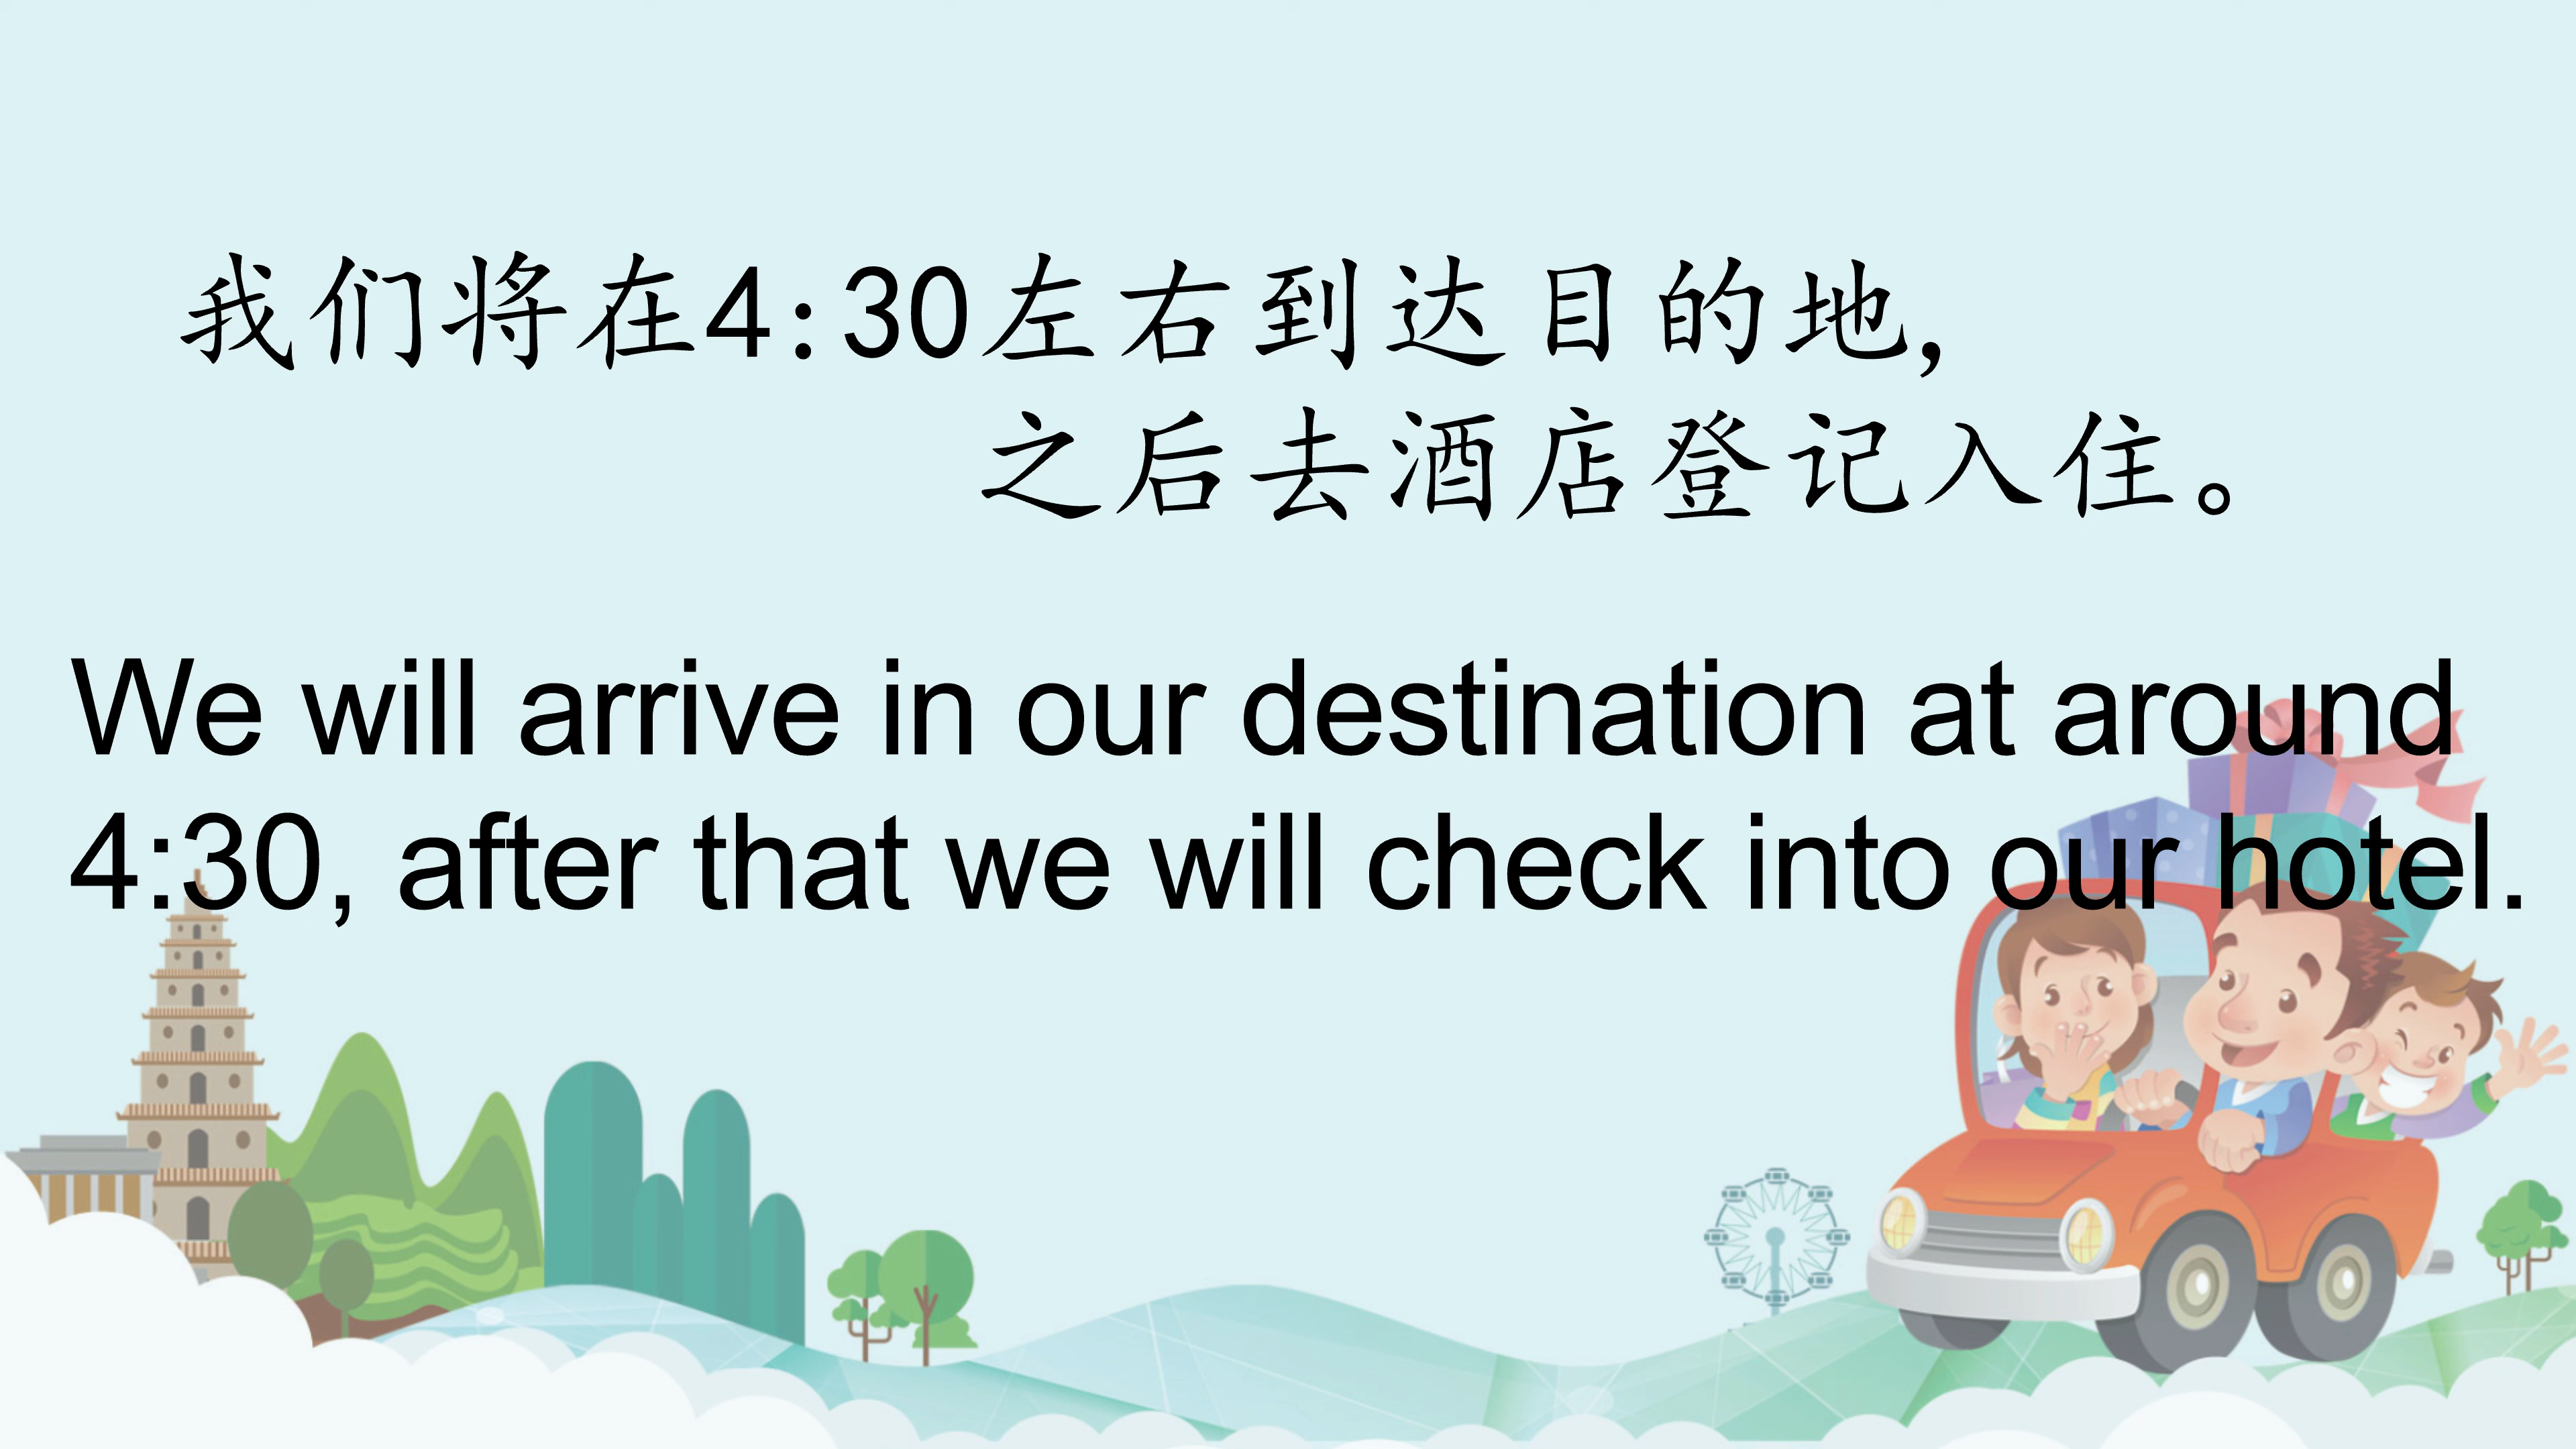 我们将在4:30左右到达目的地,
之后去酒店登记入住。
We will arrive in our destination at around
4:30, after that we will check into our hotel.